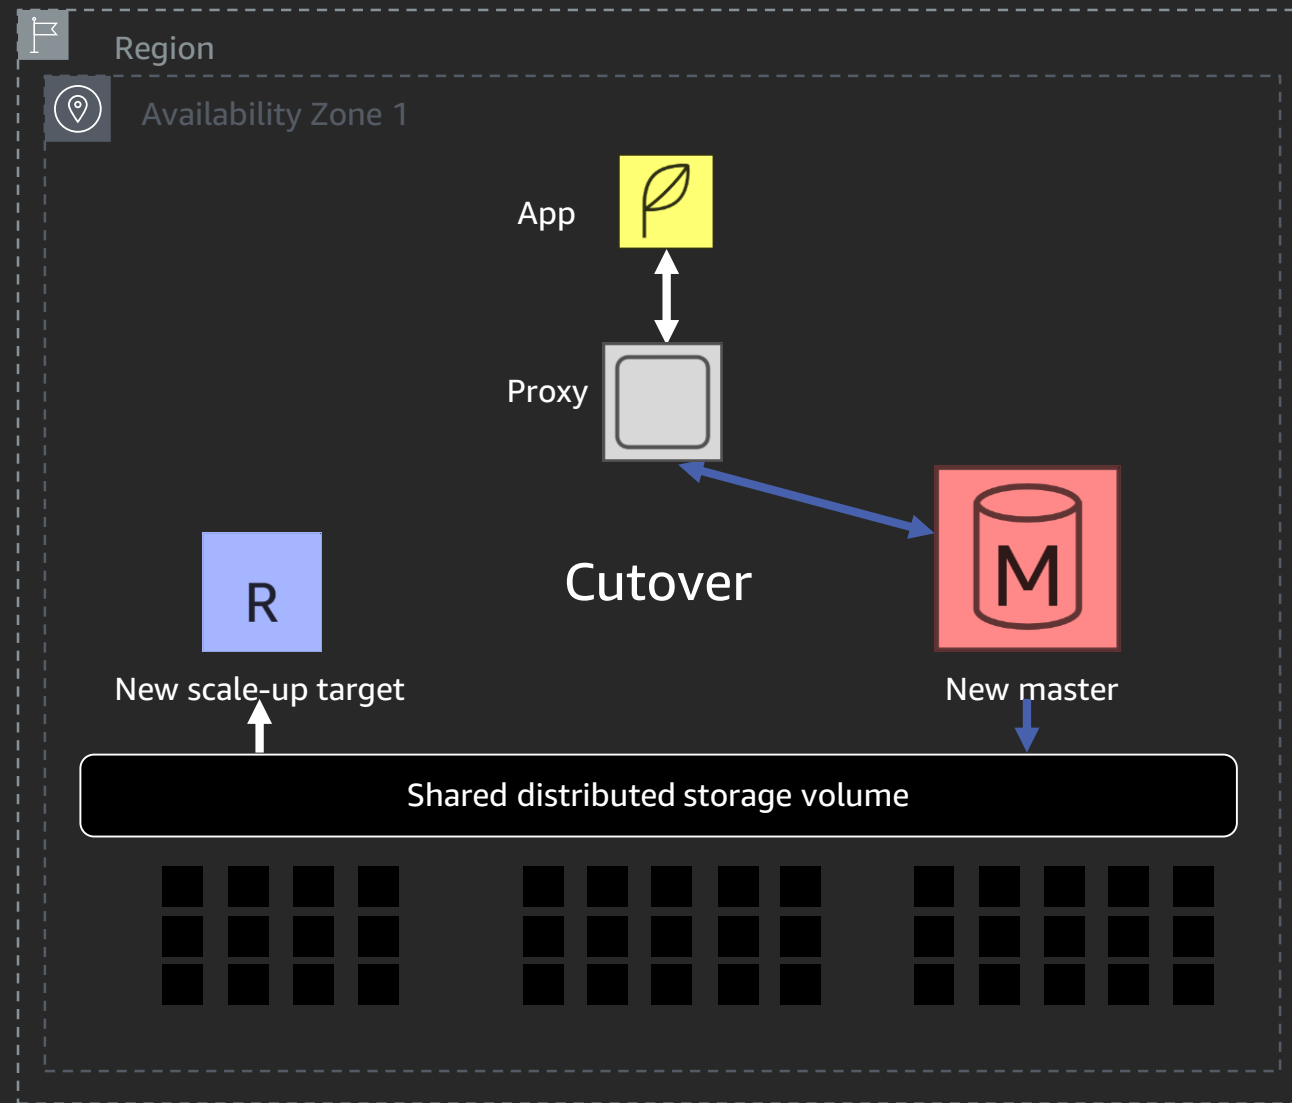 Region
Availability Zone 1
App
Proxy
M
Cutover
R
New scale-up target
New master
Shared distributed storage volume